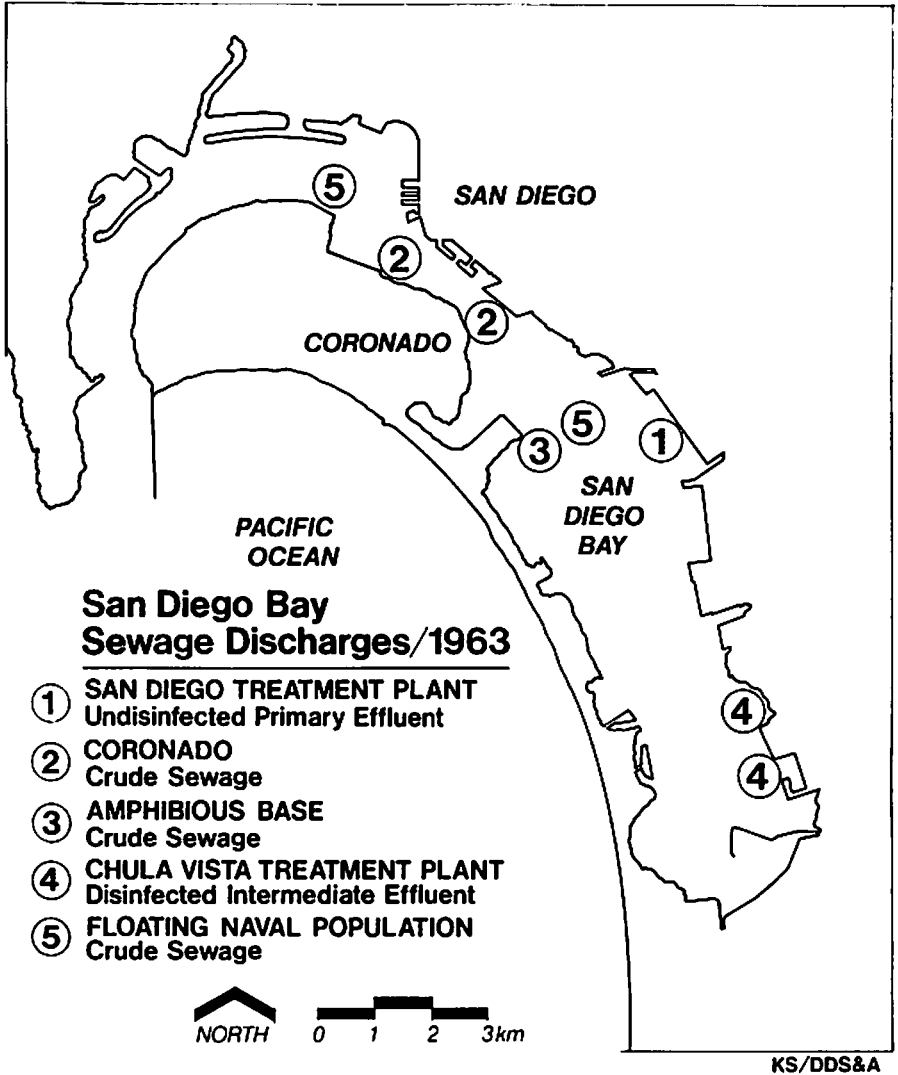 5
SAN DIEGO
2
2
CORONADO
5
3
1
SAN
DIEGO
BAY
PACIFIC
OCEAN
San Diego Bay
Sewage Discharges/1963
1 SAN DIEGO TREATMENT PLANT
Undisinfected Primary Effluent
2 CORONADO
Crude Sewage
3 AMPHIBIOUS BASE
Crude Sewage
4 CHULA VISTA TREATMENT PLANT
Disinfected Intermediate Effluent
5 FLOATING NAVAL POPULATION
Crude Sewage
4
4
NORTH
0 1 2 3km
KS/DDS&A